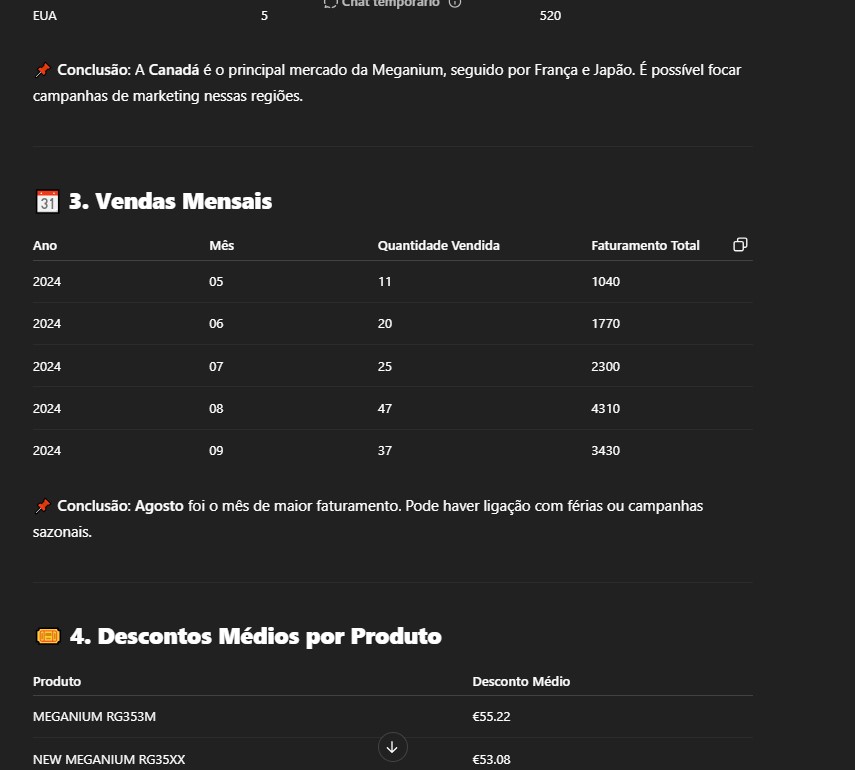 Chat temporário
EUA 5 520
📌 Conclusão: A Canadá é o principal mercado da Meganium, seguido por França e Japão. É possível focar
campanhas de marketing nessas regiões.
31 3. Vendas Mensais
Ano Mês Quantidade Vendida Faturamento Total
2024 05 11 1040
2024 06 20 1770
2024 07 25 2300
2024 08 47 4310
2024 09 37 3430
📌 Conclusão: Agosto foi o mês de maior faturamento. Pode haver ligação com férias ou campanhas
sazonais.
🎟️ 4. Descontos Médios por Produto
Produto Desconto Médio
MEGANIUM RG353M €55.22
NEW MEGANIUM RG35XX €53.08